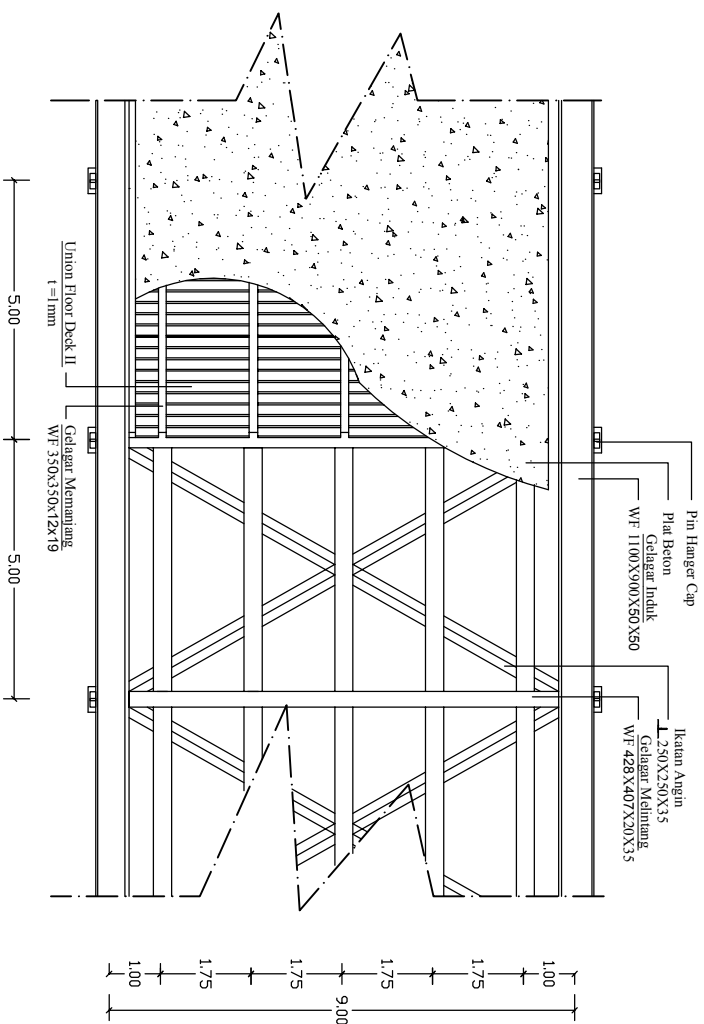 Pin Hanger Cap
Plat Beton
Gelagar Induk
WF 1100X900X50X50
Ikatan Angin
⅃⎿ 250X250X35
Gelagar Melintang
WF 428X407X20X35
Union Floor Deck II
t =1mm
Gelagar Memanjang
WF 350x350x12x19
5.00
5.00
1.00
1.75
1.75
1.75
1.75
1.00
9.00